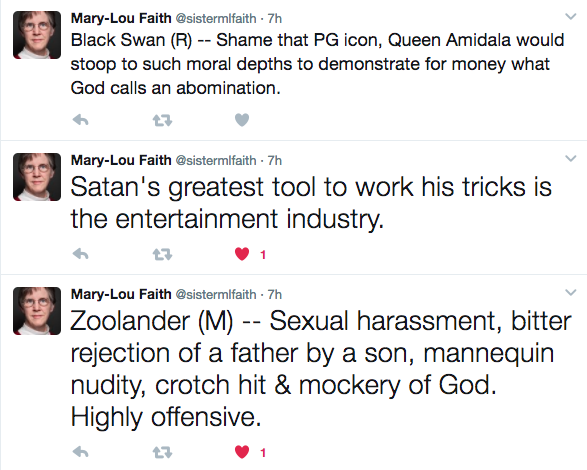 Mary-Lou Faith @sistermlfaith · 7h
Black Swan (R) -- Shame that PG icon, Queen Amidala would
stoop to such moral depths to demonstrate for money what
God calls an abomination.
Mary-Lou Faith @sistermlfaith · 7h
Satan's greatest tool to work his tricks is
the entertainment industry.
1
Mary-Lou Faith @sistermlfaith · 7h
Zoolander (M) -- Sexual harassment, bitter
rejection of a father by a son, mannequin
nudity, crotch hit & mockery of God.
Highly offensive.
1